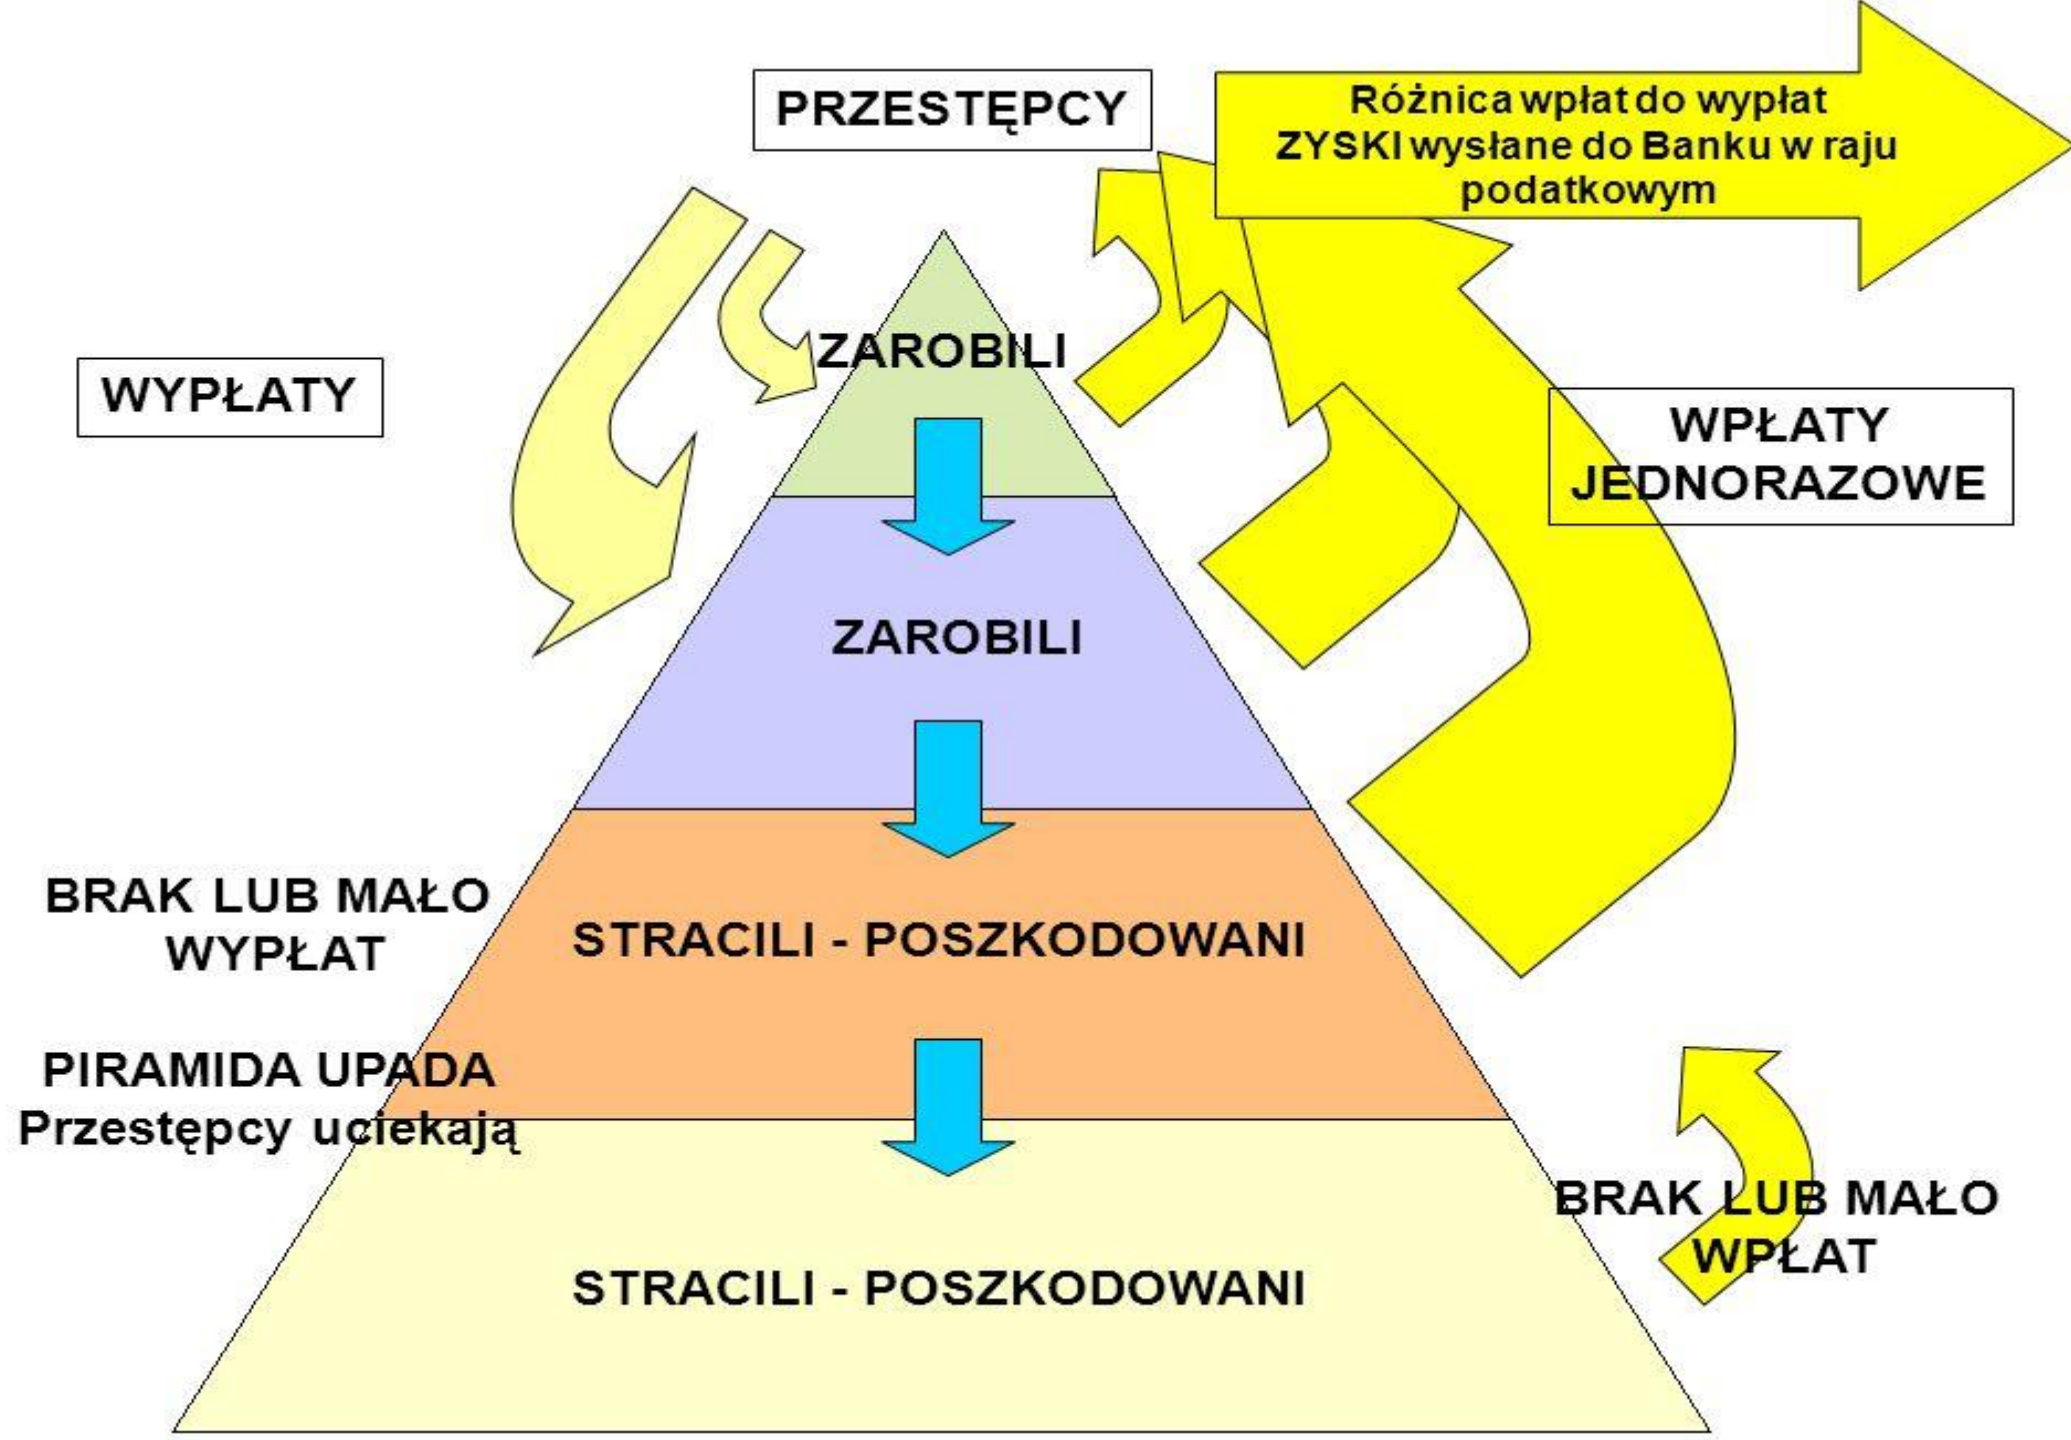 PRZESTĘPCY
Różnica wpłat do wypłat
ZYSKI wysłane do Banku w raju
podatkowym
ZAROBILI
WYPŁATY
WPŁATY
JEDNORAZOWE
ZAROBILI
BRAK LUB MAŁO
WYPŁAT
STRACILI - POSZKODOWANI
PIRAMIDA UPADA
Przestępcy uciekają
BRAK LUB MAŁO
WPŁAT
STRACILI - POSZKODOWANI